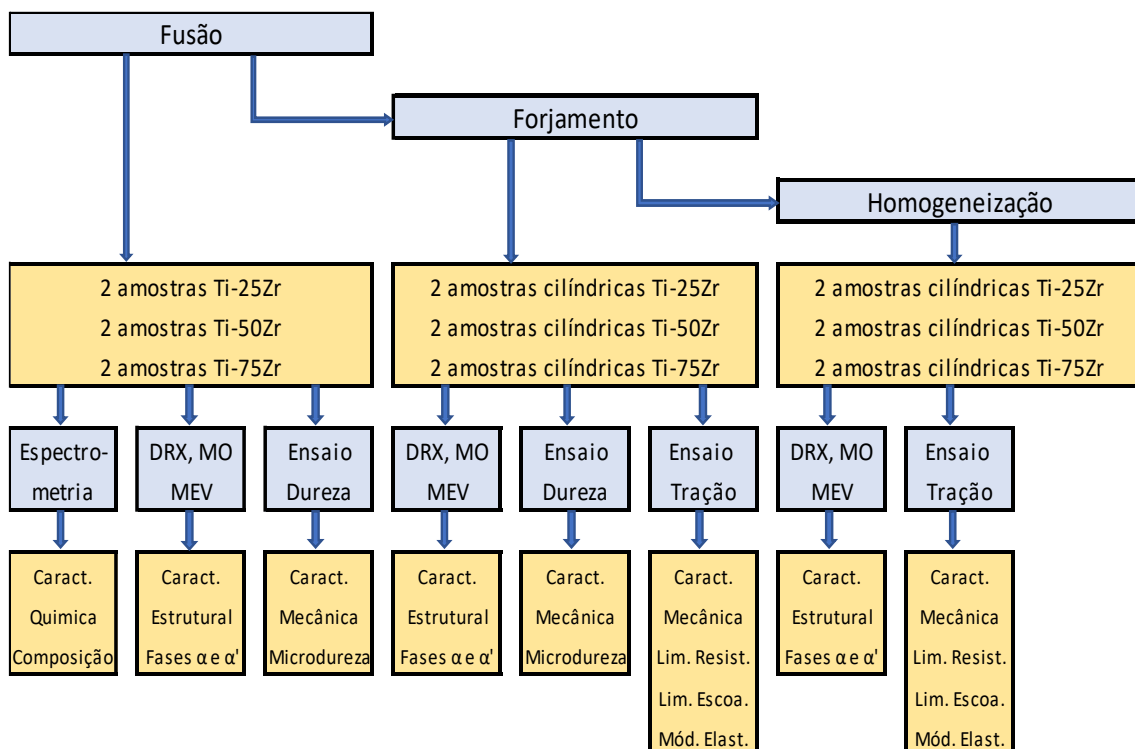 Fusão
Forjamento
Homogeneização
2 amostras Ti-25Zr
2 amostras Ti-50Zr
2 amostras Ti-75Zr
2 amostras cilíndricas Ti-25Zr
2 amostras cilíndricas Ti-50Zr
2 amostras cilíndricas Ti-75Zr
2 amostras cilíndricas Ti-25Zr
2 amostras cilíndricas Ti-50Zr
2 amostras cilíndricas Ti-75Zr
Espectro-
metria
DRX, MO
MEV
Ensaio
Dureza
DRX, MO
MEV
Ensaio
Dureza
Ensaio
Tração
DRX, MO
MEV
Ensaio
Tração
Caract.
Quimica
Composição
Caract.
Estrutural
Fases α e α'
Caract.
Mecânica
Microdureza
Caract.
Estrutural
Fases α e α'
Caract.
Mecânica
Microdureza
Caract.
Mecânica
Lim. Resist.
Lim. Escoa.
Mód. Elast.
Caract.
Estrutural
Fases α e α'
Caract.
Mecânica
Lim. Resist.
Lim. Escoa.
Mód. Elast.